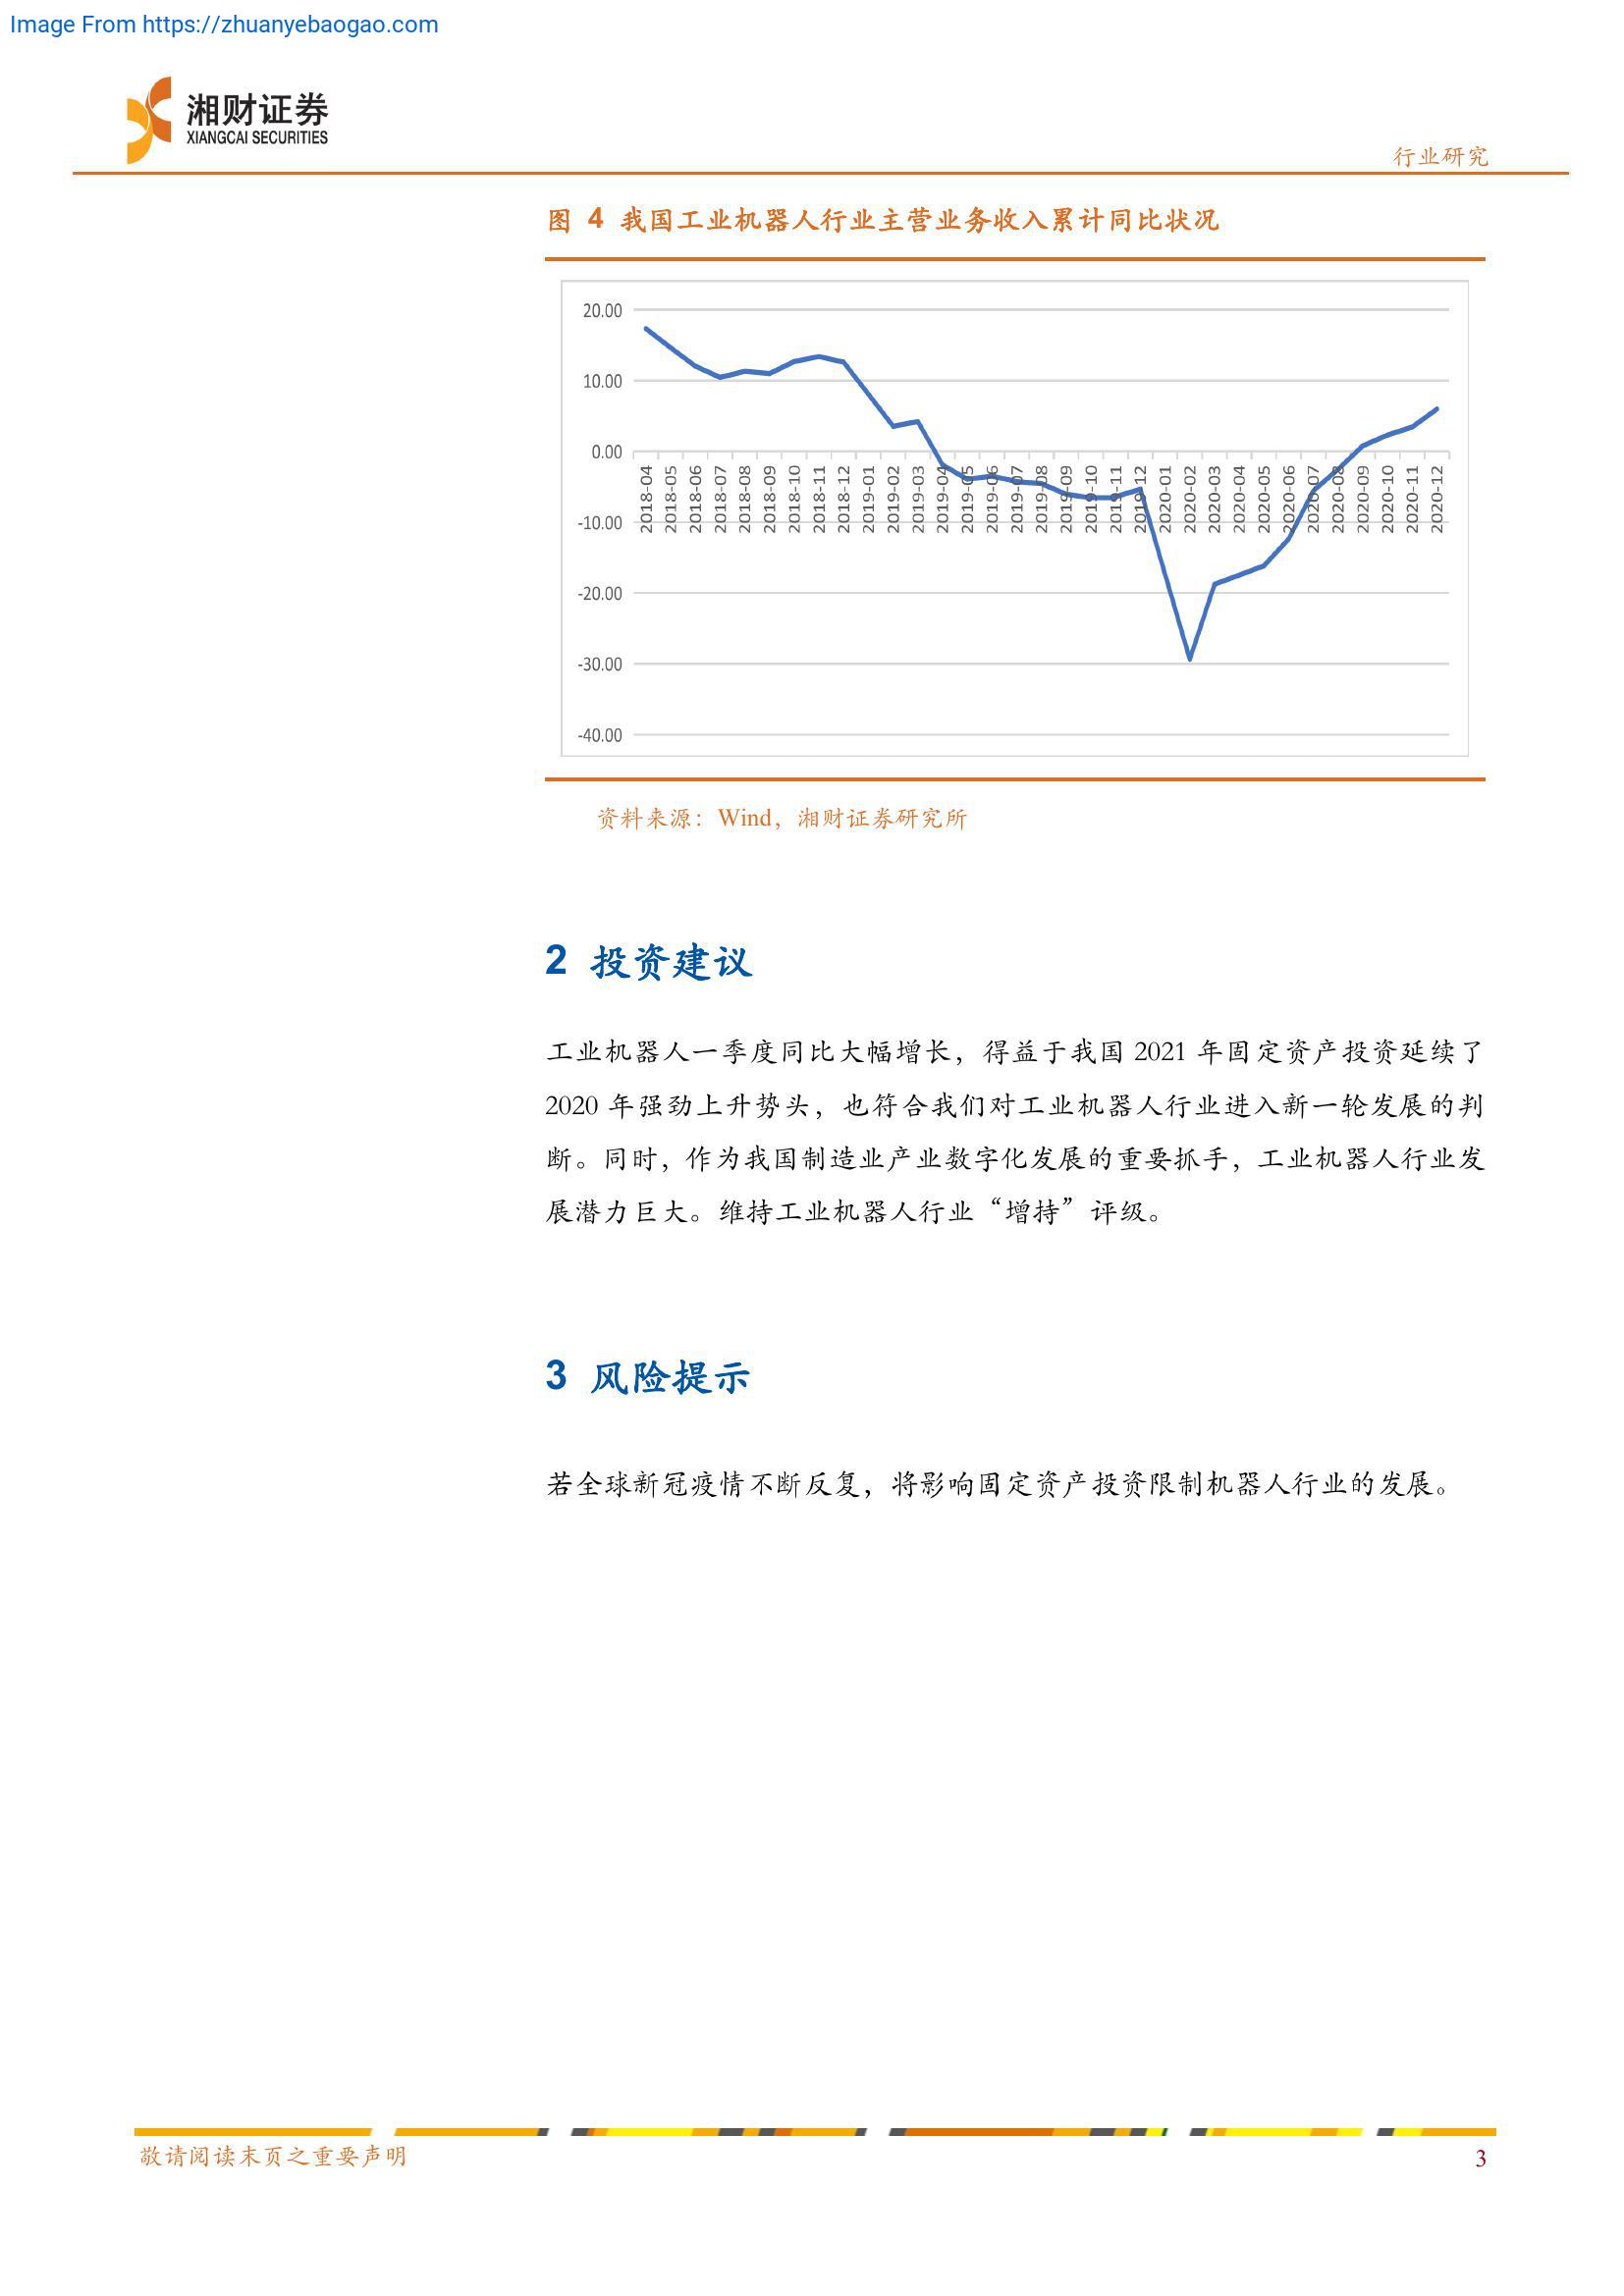 Image From https://zhuanyebaogao.com
湘财证券
XIANGCAI SECURITIES
行业研究
图 4 我国工业机器人行业主营业务收入累计同比状况
20.00
10.00
0.00
-10.00
-20.00
-30.00
-40.00
2018-04
2018-05
2018-06
2018-07
2018-08
2018-09
2018-10
2018-11
2018-12
2019-01
2019-02
2019-03
2019-04
2019-05
2019-06
2019-07
2019-08
2019-09
2019-10
2019-11
2019-12
2020-01
2020-02
2020-03
2020-04
2020-05
2020-06
2020-07
2020-08
2020-09
2020-10
2020-11
2020-12
资料来源：Wind，湘财证券研究所
2 投资建议
工业机器人一季度同比大幅增长，得益于我国 2021 年固定资产投资延续了
2020 年强劲上升势头，也符合我们对工业机器人行业进入新一轮发展的判
断。同时，作为我国制造业产业数字化发展的重要抓手，工业机器人行业发
展潜力巨大。维持工业机器人行业“增持”评级。
3 风险提示
若全球新冠疫情不断反复，将影响固定资产投资限制机器人行业的发展。
敬请阅读末页之重要声明
3